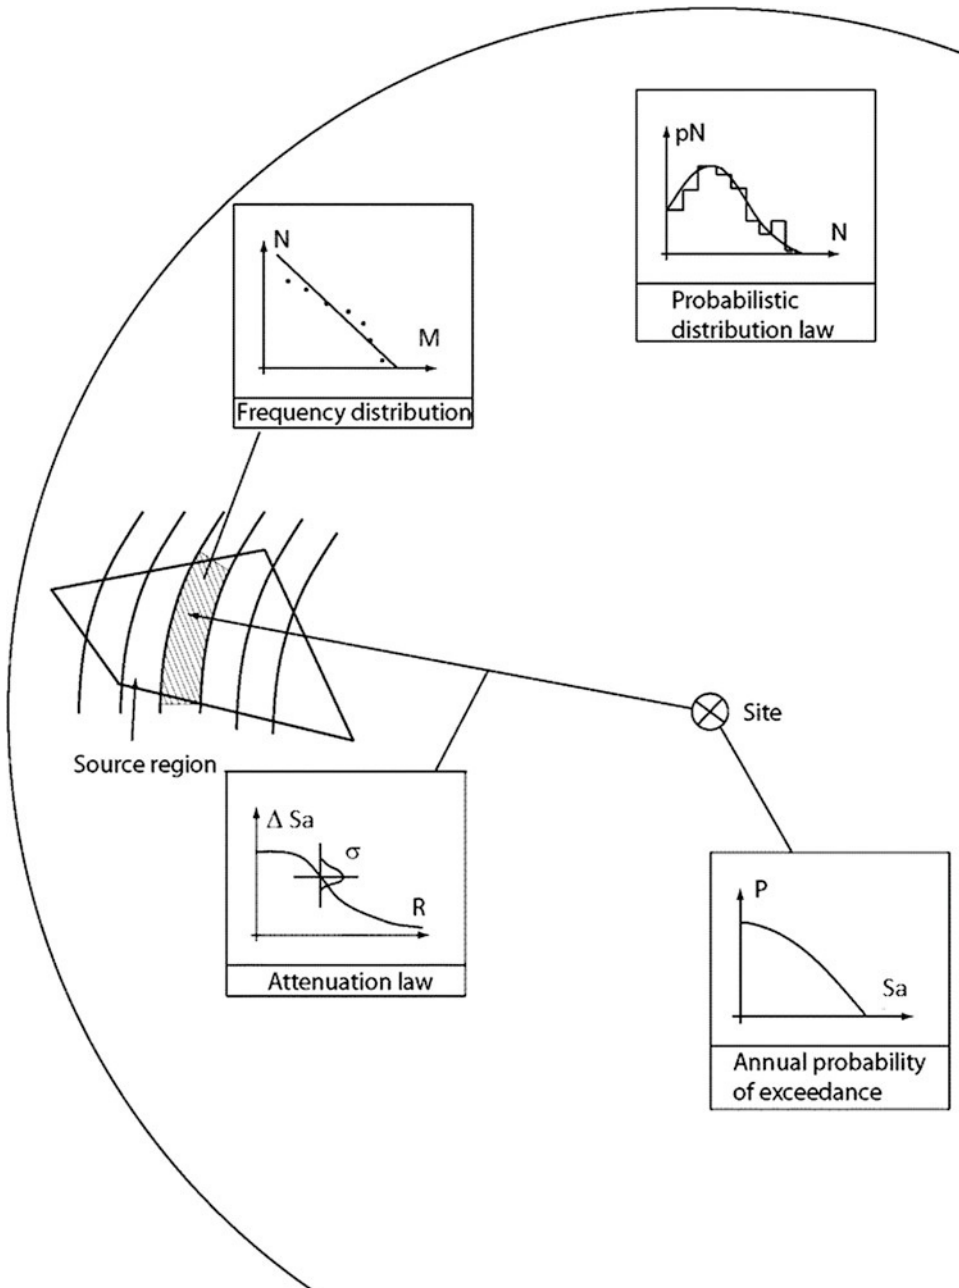 pN
N
Probabilistic
distribution law
N
M
Frequency distribution
Site
Source region
Δ Sa
σ
R
Attenuation law
P
Sa
Annual probability
of exceedance